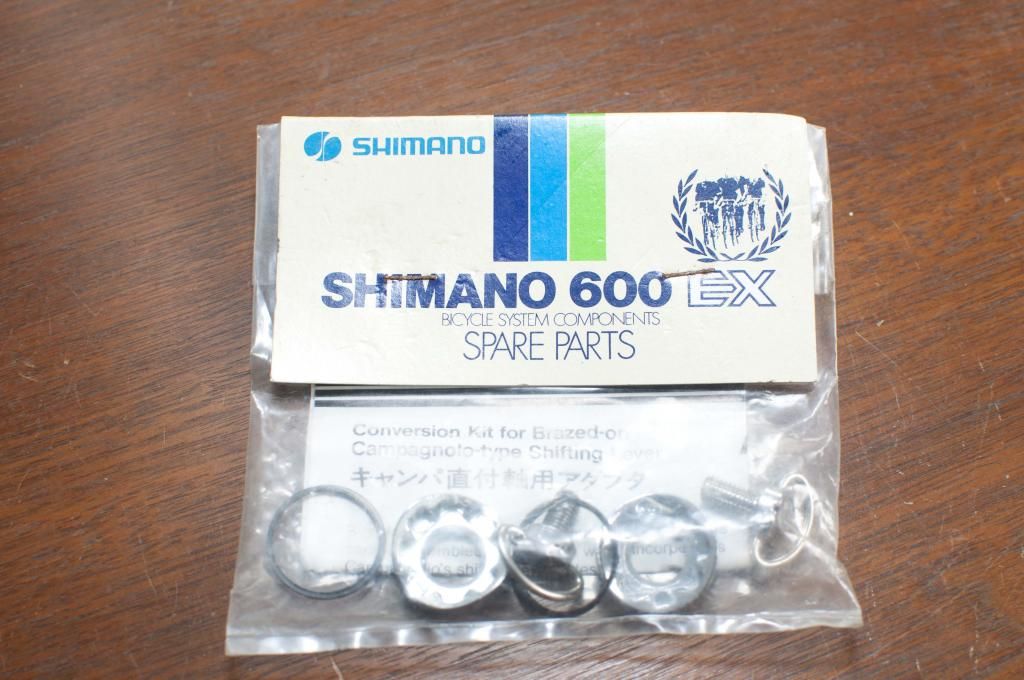 SHIMANO
SHIMANO 600 EX
BICYCLE SYSTEM COMPONENTS
SPARE PARTS
Conversion Kit for Brazed-on
Campagnolo-type Shifting Lever
キャンパ直付軸用アダプタ